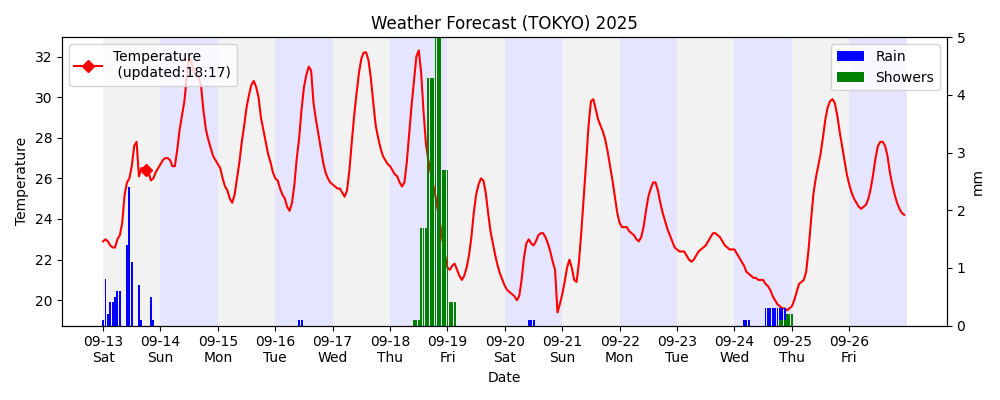 Weather Forecast (TOKYO) 2025
Temperature
(updated:18:17)
Rain
Showers
32
30
28
26
24
22
20
Temperature
5
4
3
2
1
0
mm
09-13 09-14 09-15 09-16 09-17 09-18 09-19 09-20 09-21 09-22 09-23 09-24 09-25 09-26
Sat Sun Mon Tue Wed Thu Fri Sat Sun Mon Tue Wed Thu Fri
Date